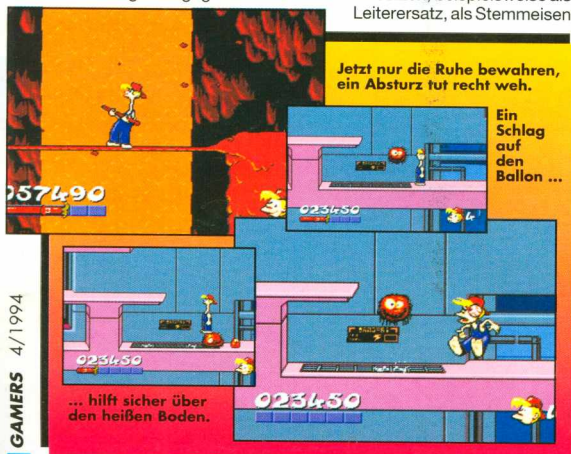 Leiterersatz, als Stemmeisen
Jetzt nur die Ruhe bewahren,
ein Absturz tut recht weh.
Ein
Schlag
auf
den
Ballon ...
057490
023450
4
023450
... hilft sicher über
den heißen Boden.
023450
GAMERS 4/1994